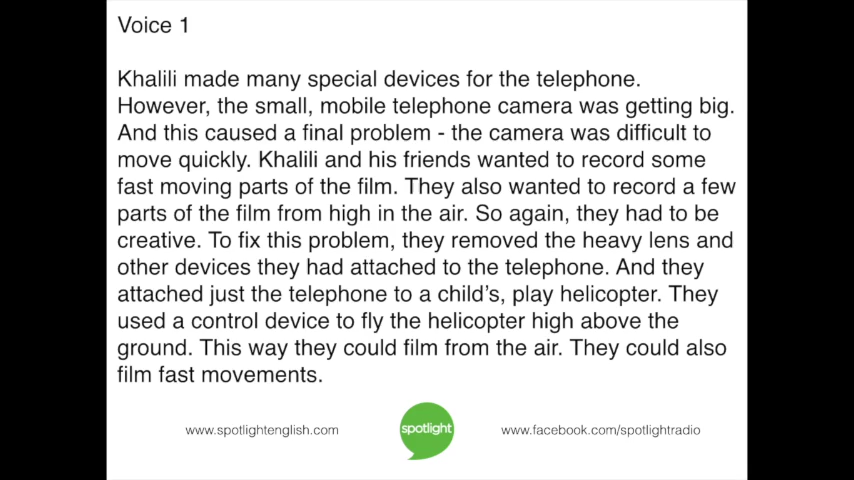 Voice 1
Khalili made many special devices for the telephone.
However, the small, mobile telephone camera was getting big.
And this caused a final problem - the camera was difficult to
move quickly. Khalili and his friends wanted to record some
fast moving parts of the film. They also wanted to record a few
parts of the film from high in the air. So again, they had to be
creative. To fix this problem, they removed the heavy lens and
other devices they had attached to the telephone. And they
attached just the telephone to a child's, play helicopter. They
used a control device to fly the helicopter high above the
ground. This way they could film from the air. They could also
film fast movements.
www.spotlightenglish.com
spotlight
www.facebook.com/spotlightradio